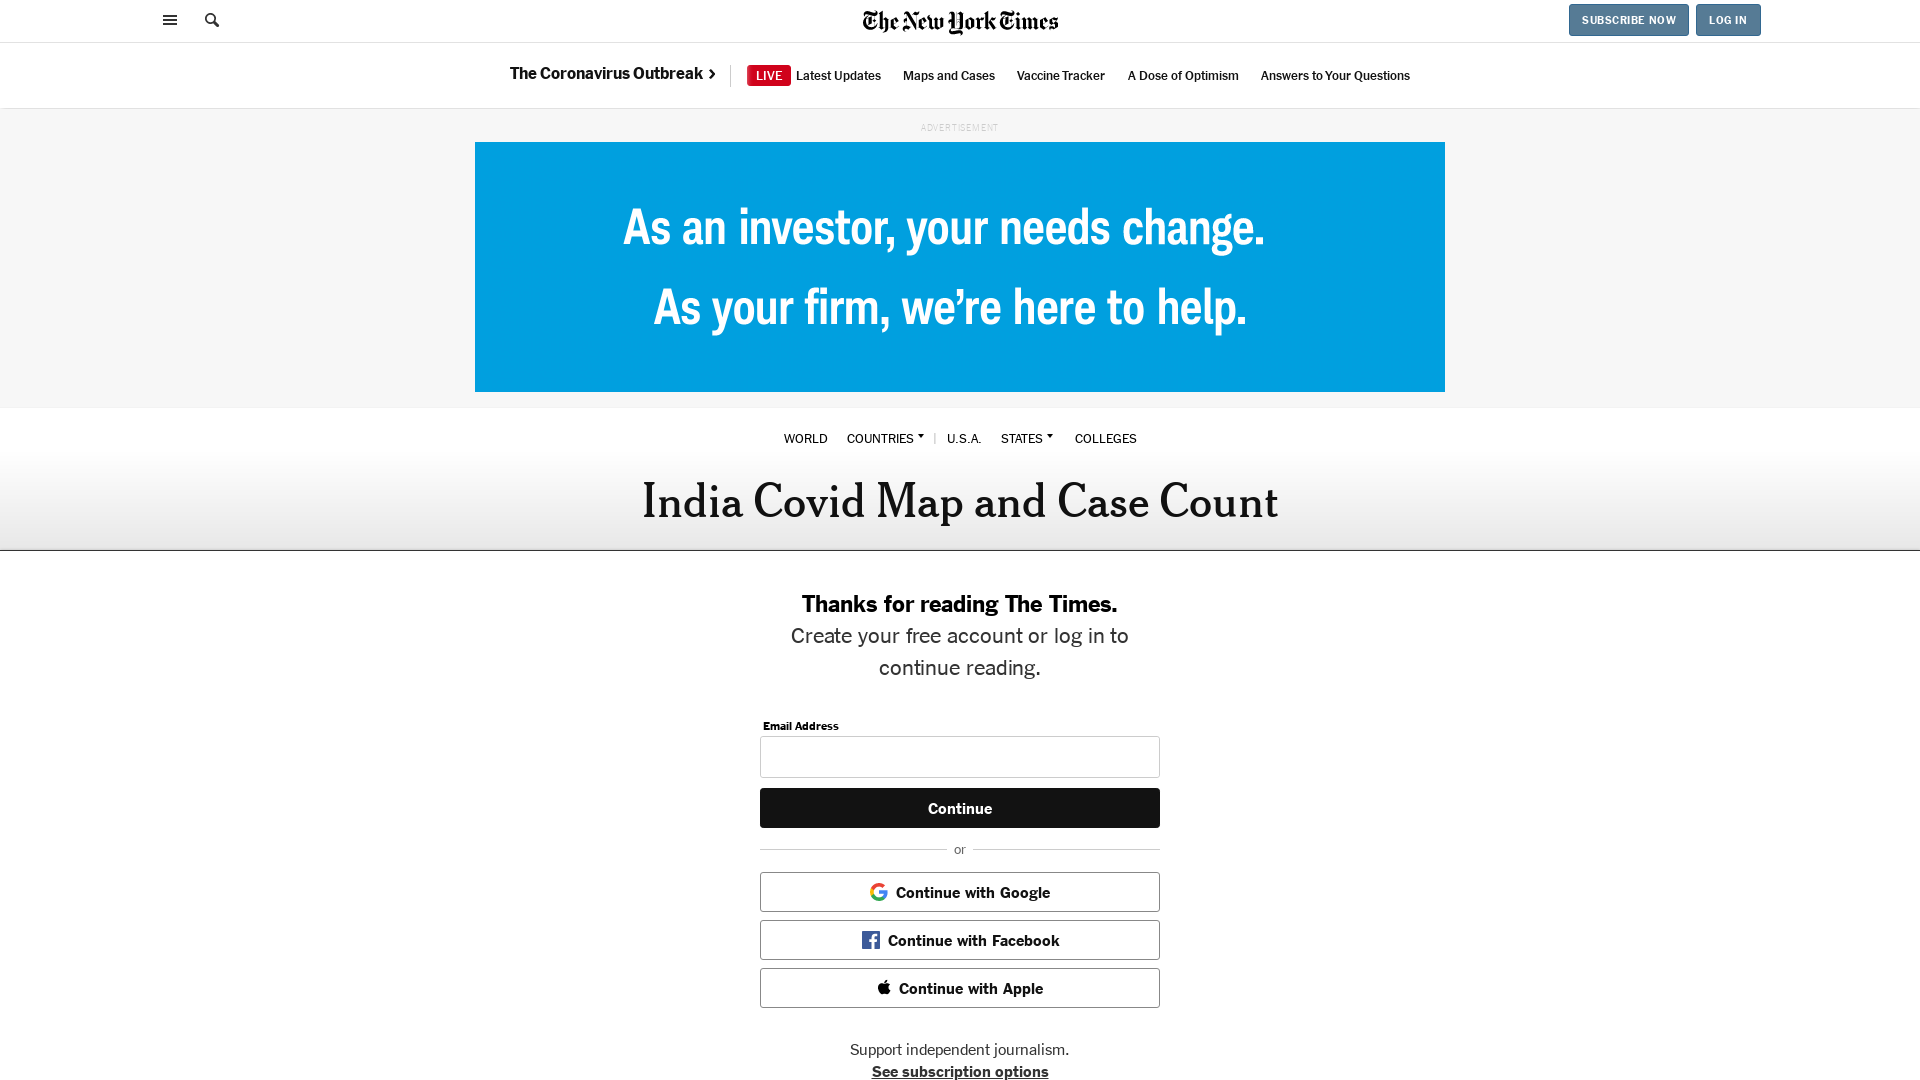 The New York Times
SUBSCRIBE NOW
LOG IN
The Coronavirus Outbreak ›
LIVE Latest Updates
Maps and Cases
Vaccine Tracker
A Dose of Optimism
Answers to Your Questions
ADVERTISEMENT
As an investor, your needs change.
As your firm, we’re here to help.
WORLD
COUNTRIES
U.S.A.
STATES
COLLEGES
India Covid Map and Case Count
Thanks for reading The Times.
Create your free account or log in to
continue reading.
Email Address
Continue
or
Continue with Google
Continue with Facebook
Continue with Apple
Support independent journalism.
See subscription options